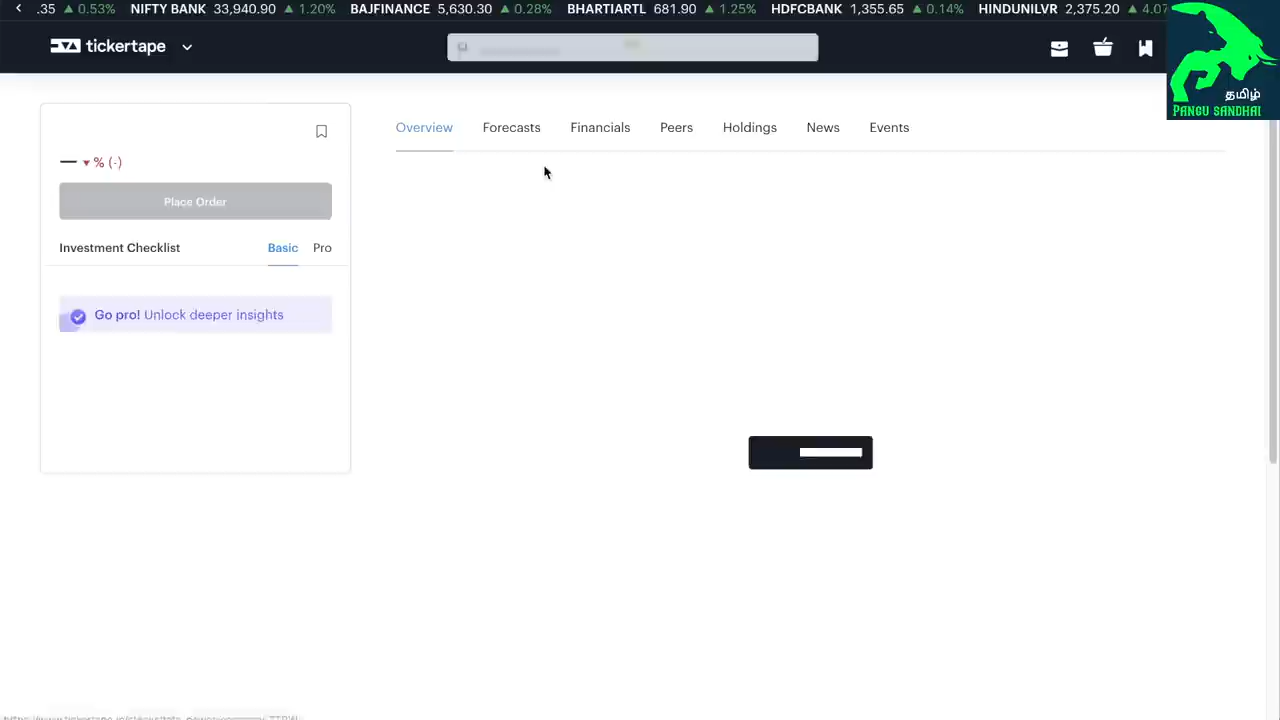 .35 ▲ 0.53% NIFTY BANK 33,940.90 ▲ 1.20% BAJFINANCE 5,630.30 ▲ 0.28% BHARTIARTL 681.90 ▲ 1.25% HDFCBANK 1,355.65 ▲ 0.14% HINDUNILVR 2,375.20 ▲ 4.07
tickertape
தமிழ்
PANGU SANDHAI
Overview Forecasts Financials Peers Holdings News Events
— ▾ % (-)
Place Order
Investment Checklist Basic Pro
Go pro! Unlock deeper insights